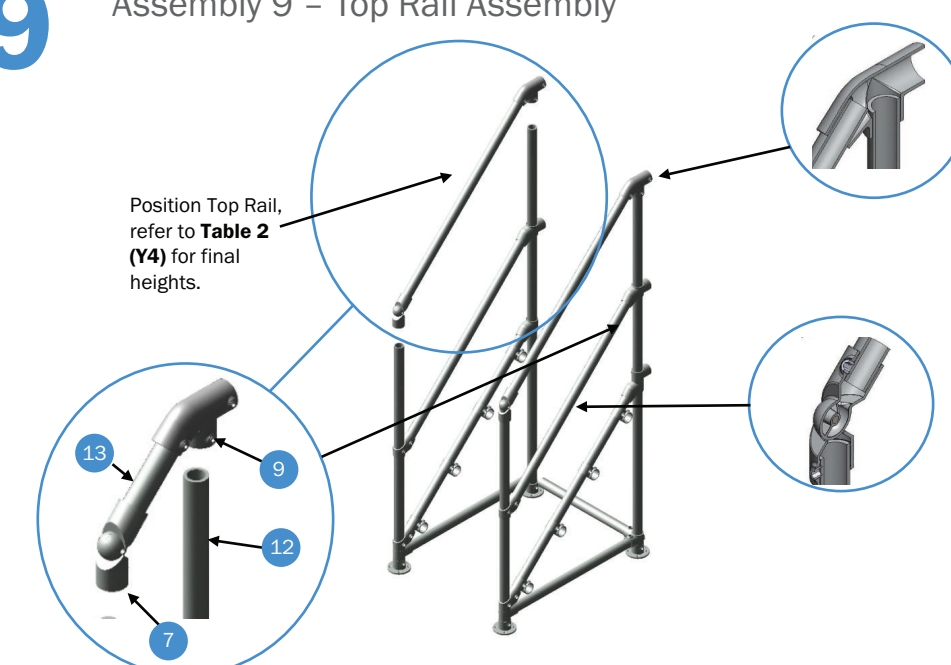 9
Assembly 9 – Top Rail Assembly
Position Top Rail,
refer to Table 2
(Y4) for final
heights.
13
9
12
7